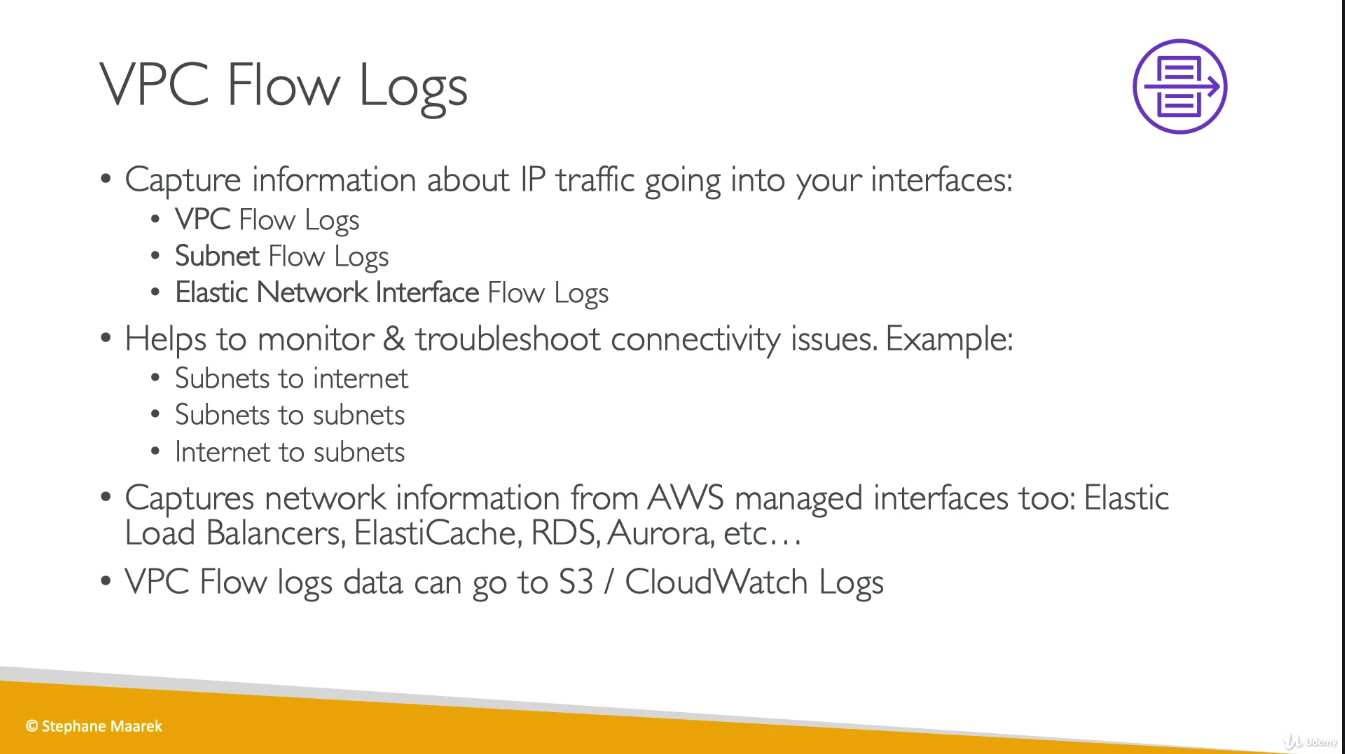 VPC Flow Logs
• Capture information about IP traffic going into your interfaces:
• VPC Flow Logs
• Subnet Flow Logs
• Elastic Network Interface Flow Logs
• Helps to monitor & troubleshoot connectivity issues. Example:
• Subnets to internet
• Subnets to subnets
• Internet to subnets
• Captures network information from AWS managed interfaces too: Elastic
Load Balancers, ElastiCache, RDS, Aurora, etc…
• VPC Flow logs data can go to S3 / CloudWatch Logs
© Stephane Maarek
Udemy